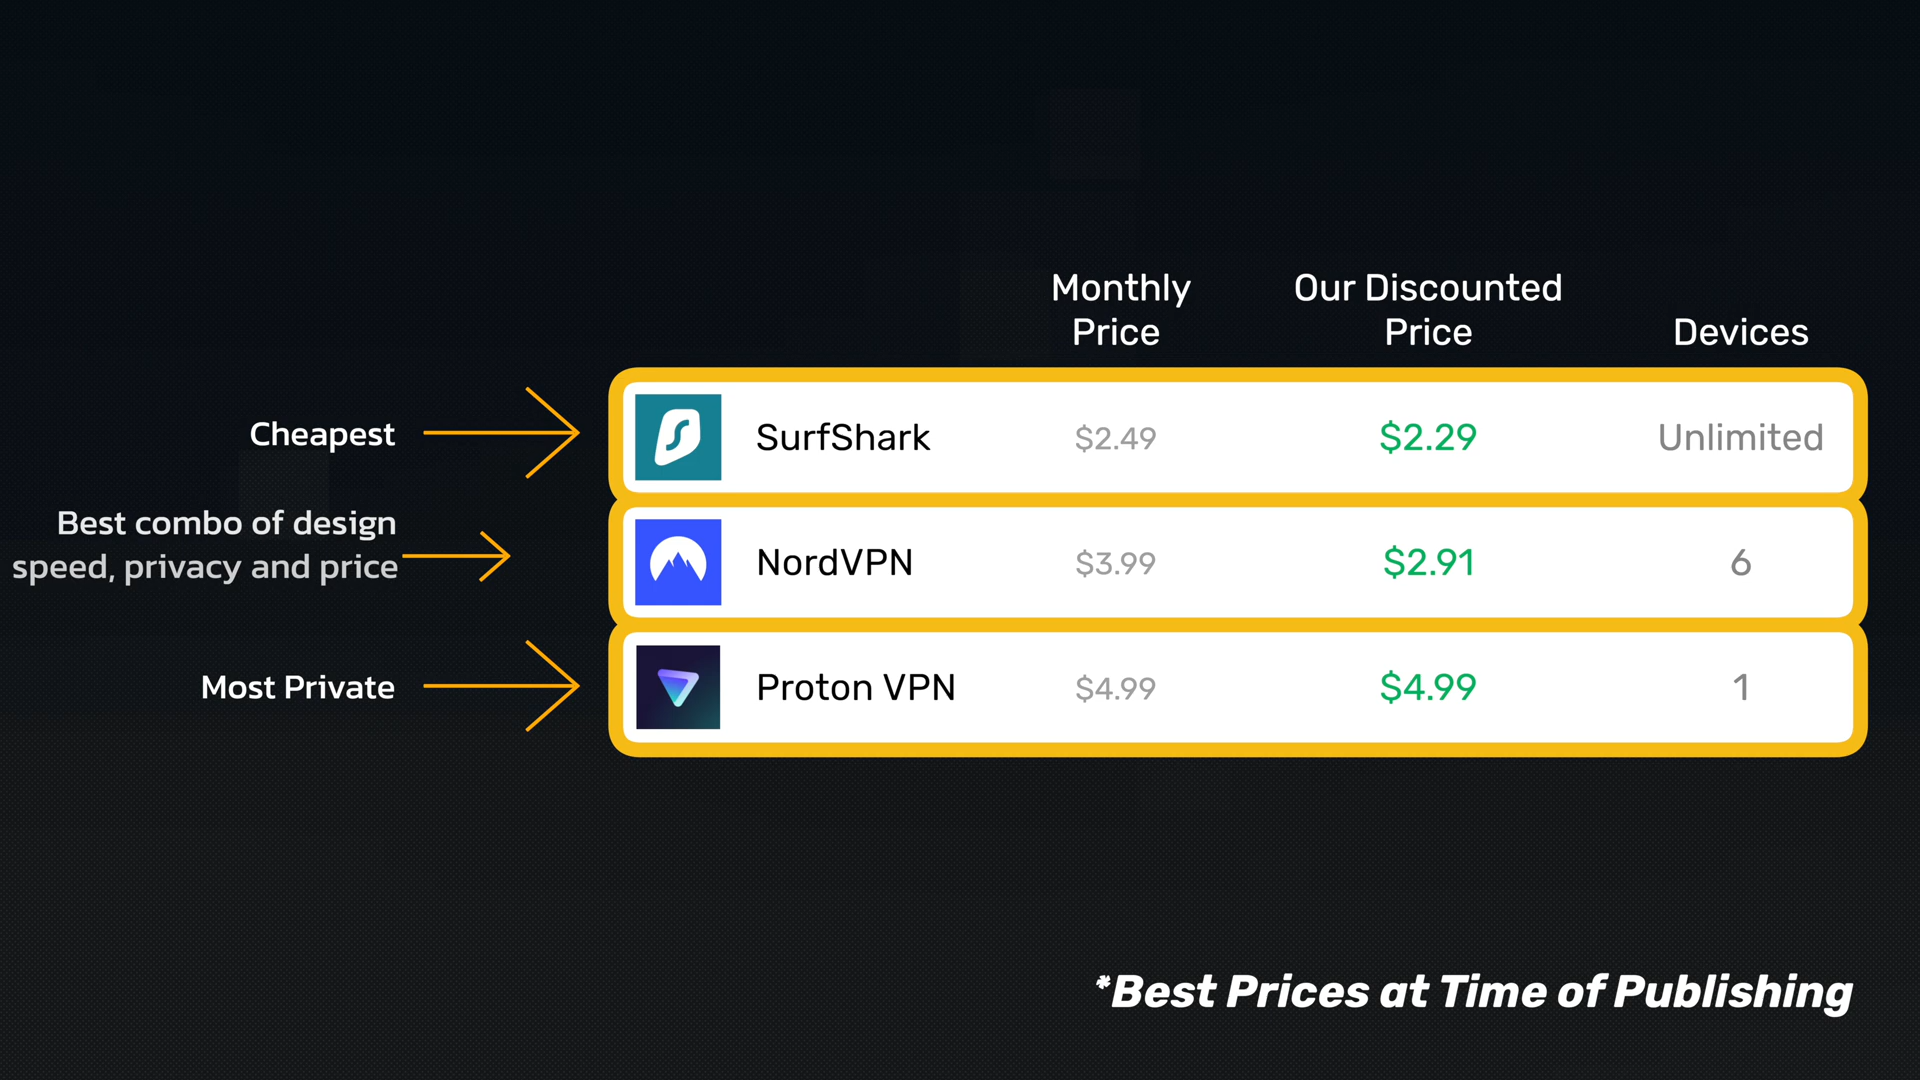 Monthly
Price
Our Discounted
Price
Devices
Cheapest
SurfShark
$2.49
$2.29
Unlimited
Best combo of design
speed, privacy and price
NordVPN
$3.99
$2.91
6
Most Private
Proton VPN
$4.99
$4.99
1
*Best Prices at Time of Publishing